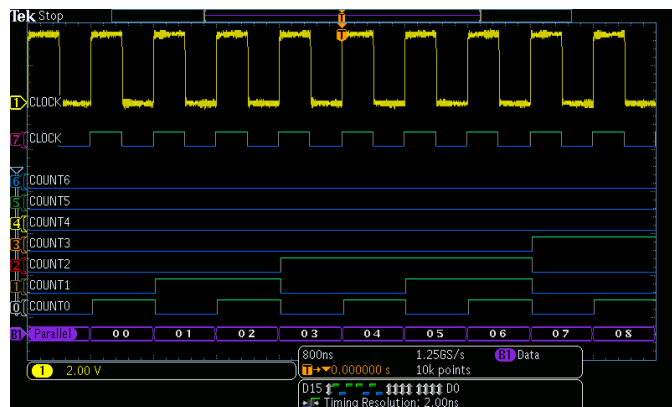 Tek Stop
T
T
1 CLOCK
7 CLOCK
6 COUNT6
5 COUNT5
4 COUNT4
3 COUNT3
2 COUNT2
1 COUNT1
0 COUNT0
B1 Parallel 00 01 02 03 04 05 06 07 08
1 2.00 V
800ns 1.25GS/s B1 Data
T→▼0.000000 s 10k points
D15 D0
Timing Resolution: 2.00ns